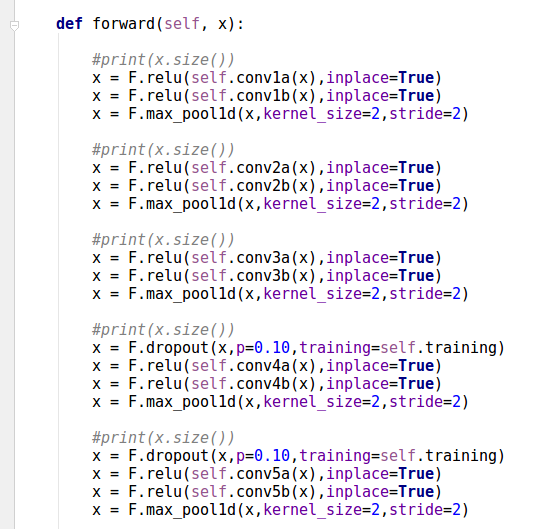 def forward(self, x):
#print(x.size())
x = F.relu(self.conv1a(x),inplace=True)
x = F.relu(self.conv1b(x),inplace=True)
x = F.max_pool1d(x,kernel_size=2,stride=2)
#print(x.size())
x = F.relu(self.conv2a(x),inplace=True)
x = F.relu(self.conv2b(x),inplace=True)
x = F.max_pool1d(x,kernel_size=2,stride=2)
#print(x.size())
x = F.relu(self.conv3a(x),inplace=True)
x = F.relu(self.conv3b(x),inplace=True)
x = F.max_pool1d(x,kernel_size=2,stride=2)
#print(x.size())
x = F.dropout(x,p=0.10,training=self.training)
x = F.relu(self.conv4a(x),inplace=True)
x = F.relu(self.conv4b(x),inplace=True)
x = F.max_pool1d(x,kernel_size=2,stride=2)
#print(x.size())
x = F.dropout(x,p=0.10,training=self.training)
x = F.relu(self.conv5a(x),inplace=True)
x = F.relu(self.conv5b(x),inplace=True)
x = F.max_pool1d(x,kernel_size=2,stride=2)